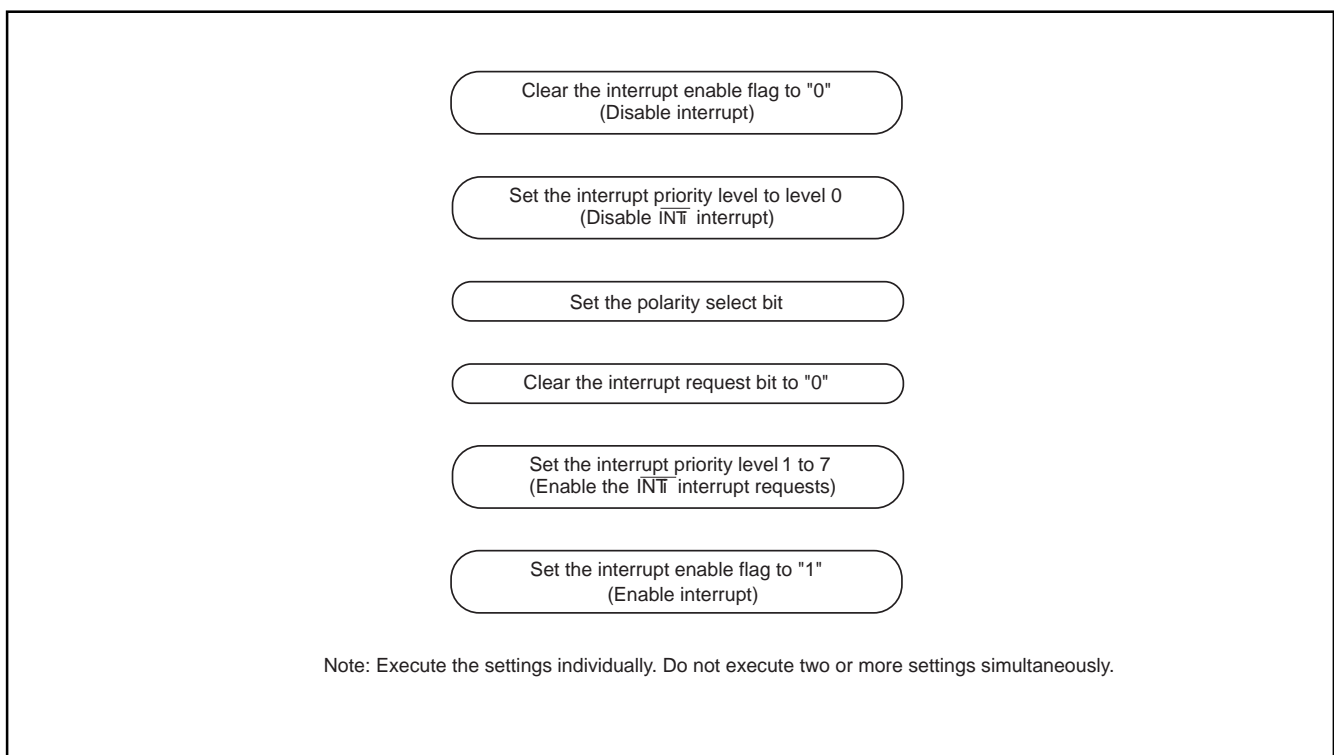 Clear the interrupt enable flag to "0"
(Disable interrupt)
Set the interrupt priority level to level 0
(Disable INTi interrupt)
Set the polarity select bit
Clear the interrupt request bit to "0"
Set the interrupt priority level 1 to 7
(Enable the INTi interrupt requests)
Set the interrupt enable flag to "1"
(Enable interrupt)
Note: Execute the settings individually. Do not execute two or more settings simultaneously.